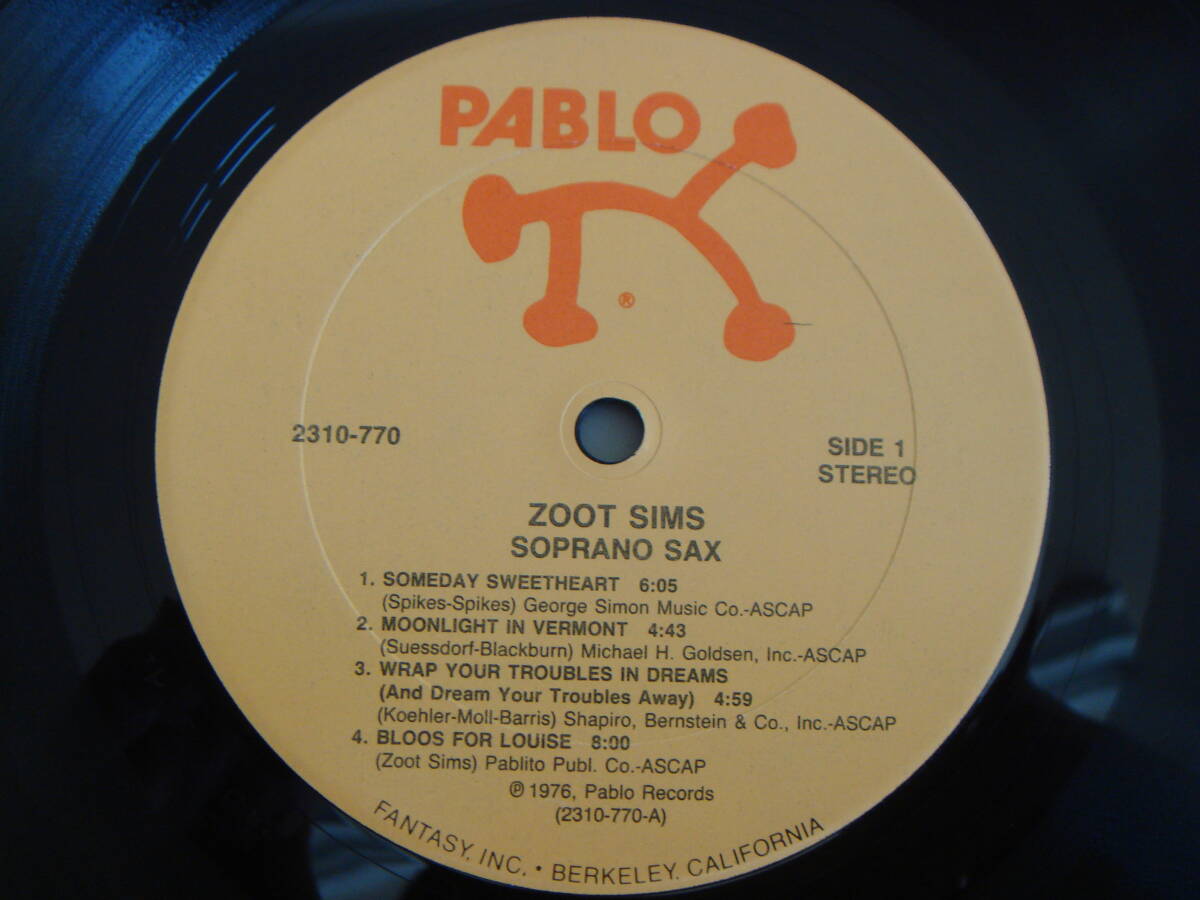 PABLO
®
2310-770
SIDE 1
STEREO
ZOOT SIMS
SOPRANO SAX
1. SOMEDAY SWEETHEART 6:05
(Spikes-Spikes) George Simon Music Co.-ASCAP
2. MOONLIGHT IN VERMONT 4:43
(Suessdorf-Blackburn) Michael H. Goldsen, Inc.-ASCAP
3. WRAP YOUR TROUBLES IN DREAMS
(And Dream Your Troubles Away) 4:59
(Koehler-Moll-Barris) Shapiro, Bernstein & Co., Inc.-ASCAP
4. BLOOS FOR LOUISE 8:00
(Zoot Sims) Pablito Publ. Co.-ASCAP
℗ 1976, Pablo Records
(2310-770-A)
FANTASY, INC. • BERKELEY, CALIFORNIA